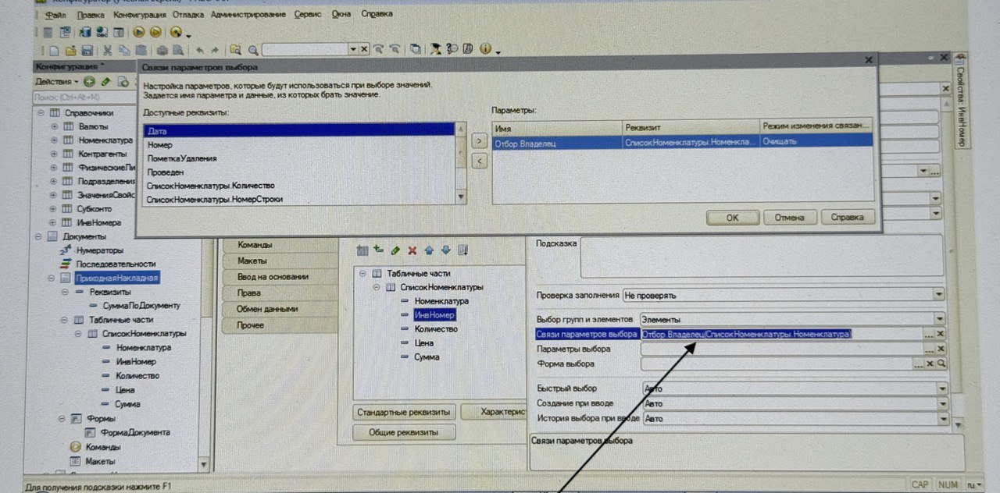 Файл Правка Конфигурация Отладка Администрирование Сервис Окна Справка
Конфигурация *
Действия
Поиск (Ctrl+Alt+M)
Справочники
Валюты
Номенклатура
Контрагенты
ФизическиеЛи
Подразделения
ЗначенияСвойс
Субконто
ИнвНомера
Документы
Нумераторы
Последовательности
ПриходнаяНакладная
Реквизиты
СуммаПоДокументу
Табличные части
СписокНоменклатуры
Номенклатура
ИнвНомер
Количество
Цена
Сумма
Формы
ФормаДокумента
Команды
Макеты
Связи параметров выбора
Настройка параметров, которые будут использоваться при выборе значений.
Задается имя параметра и данные, из которых брать значение.
Доступные реквизиты:
Дата
Номер
ПометкаУдаления
Проведен
СписокНоменклатуры.Количество
СписокНоменклатуры.НомерСтроки
>
<
Параметры:
Имя Реквизит Режим изменения связан...
Отбор.Владелец СписокНоменклатуры.Номенкла... Очищать
OK Отмена Справка
Команды
Макеты
Ввод на основании
Права
Обмен данными
Прочее
Табличные части
СписокНоменклатуры
Номенклатура
ИнвНомер
Количество
Цена
Сумма
Стандартные реквизиты Характерис
Общие реквизиты
Свойства: ИнвНомер
Подсказка
Проверка заполнения Не проверять
Выбор групп и элементов Элементы
Связи параметров выбора Отбор.Владелец(СписокНоменклатуры.Номенклатура)
Параметры выбора
Форма выбора
Быстрый выбор Авто
Создание при вводе Авто
История выбора при вводе Авто
Связи параметров выбора
Для получения подсказки нажмите F1
CAP NUM ru